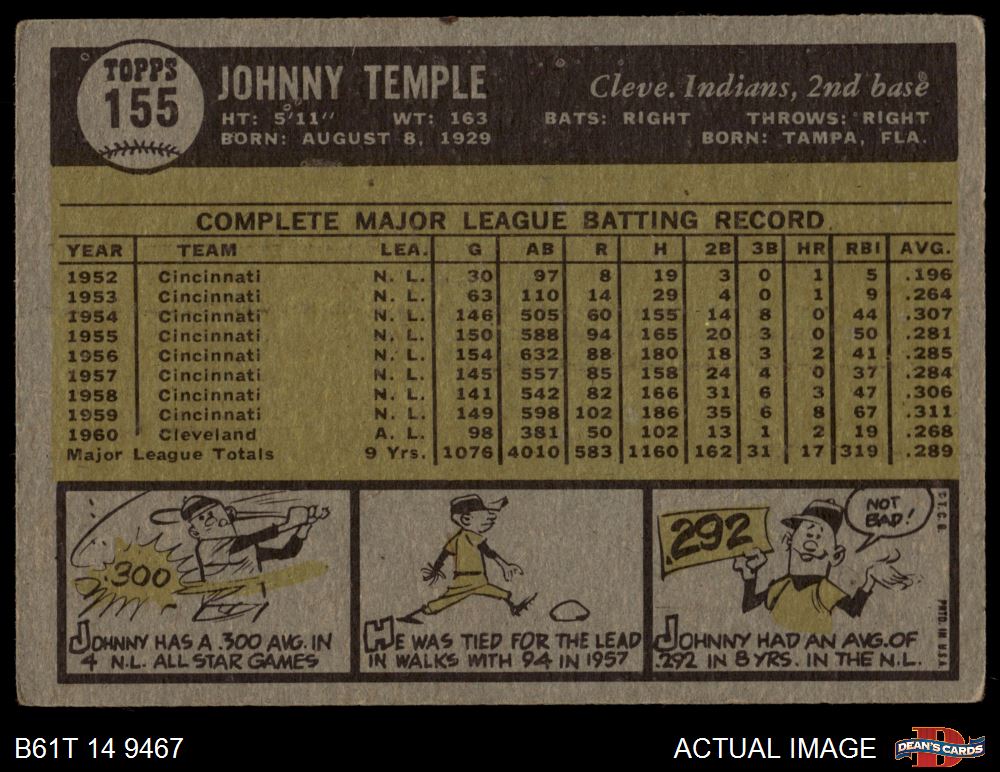 TOPPS
155
JOHNNY TEMPLE
Cleve. Indians, 2nd base
HT: 5'11" WT: 163 BATS: RIGHT THROWS: RIGHT
BORN: AUGUST 8, 1929 BORN: TAMPA, FLA.
COMPLETE MAJOR LEAGUE BATTING RECORD
YEAR TEAM LEA. G AB R H 2B 3B HR RBI AVG.
1952 Cincinnati N. L. 30 97 8 19 3 0 1 5 .196
1953 Cincinnati N. L. 63 110 14 29 4 0 1 9 .264
1954 Cincinnati N. L. 146 505 60 155 14 8 0 44 .307
1955 Cincinnati N. L. 150 588 94 165 20 3 0 50 .281
1956 Cincinnati N. L. 154 632 88 180 18 3 2 41 .285
1957 Cincinnati N. L. 145 557 85 158 24 4 0 37 .284
1958 Cincinnati N. L. 141 542 82 166 31 6 3 47 .306
1959 Cincinnati N. L. 149 598 102 186 35 6 8 67 .311
1960 Cleveland A. L. 98 381 50 102 13 1 2 19 .268
Major League Totals 9 Yrs. 1076 4010 583 1160 162 31 17 319 .289
.300
JOHNNY HAS A .300 AVG. IN
4 N.L. ALL STAR GAMES
HE WAS TIED FOR THE LEAD
IN WALKS WITH 94 IN 1957
292
NOT
BAD!
JOHNNY HAD AN AVG. OF
.292 IN 8 YRS. IN THE N.L.
© T.C.G.
PRTD. IN U.S.A.
B61T 14 9467
ACTUAL IMAGE
DEAN'S CARDS